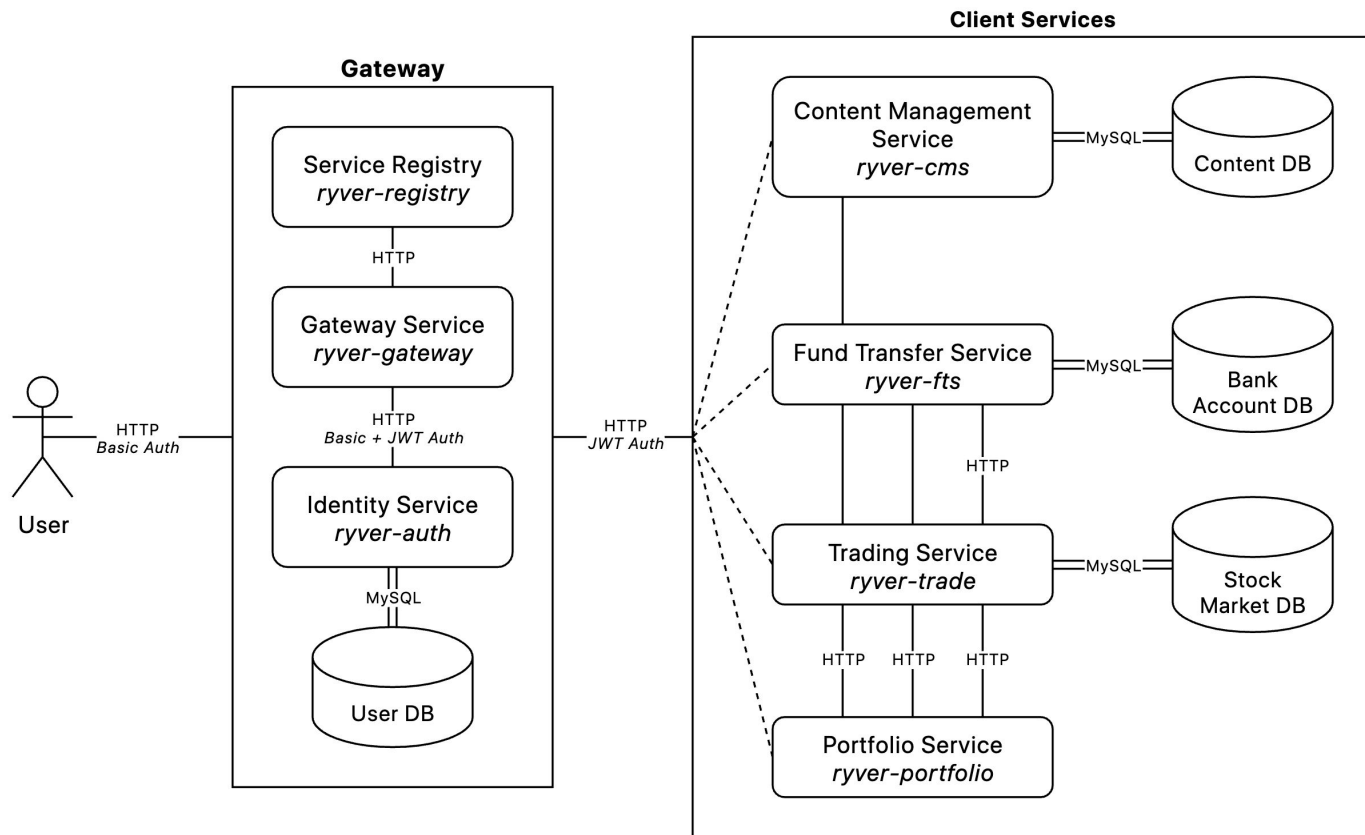 Client Services
Gateway
Service Registry
ryver-registry
HTTP
Gateway Service
ryver-gateway
HTTP
Basic + JWT Auth
Identity Service
ryver-auth
MySQL
User DB
HTTP
Basic Auth
User
HTTP
JWT Auth
Content Management
Service
ryver-cms
MySQL
Content DB
Fund Transfer Service
ryver-fts
MySQL
Bank
Account DB
HTTP
Trading Service
ryver-trade
MySQL
Stock
Market DB
HTTP
HTTP
HTTP
Portfolio Service
ryver-portfolio